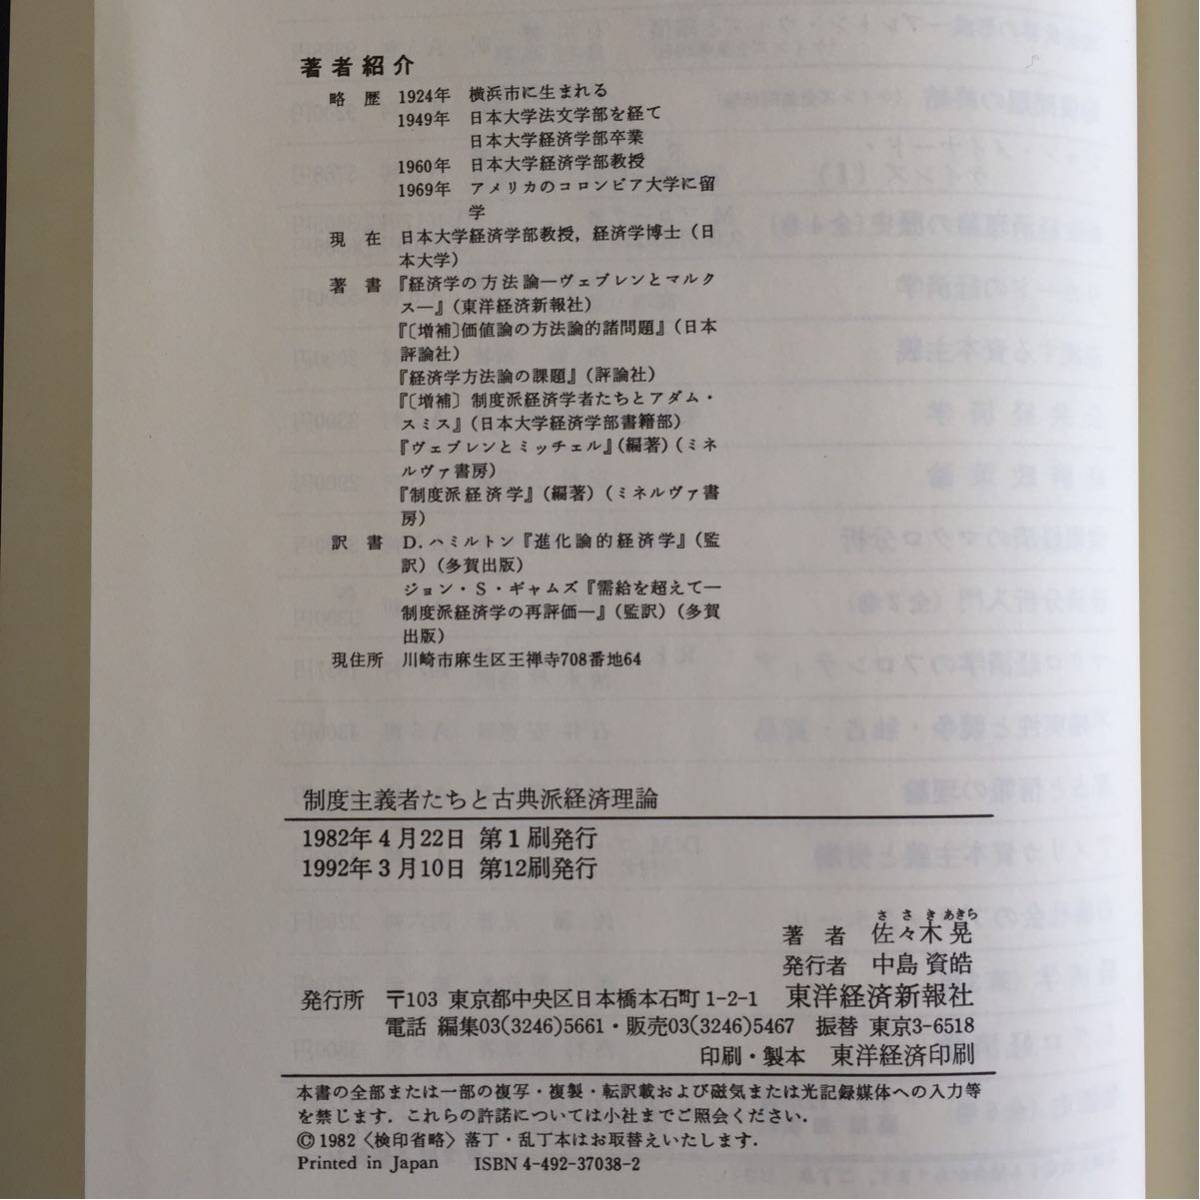 著者紹介
略歴 1924年 横浜市に生まれる
1949年 日本大学法文学部を経て
日本大学経済学部卒業
1960年 日本大学経済学部教授
1969年 アメリカのコロンビア大学に留
学
現在 日本大学経済学部教授，経済学博士（日
本大学）
著書 『経済学の方法論―ヴェブレンとマルク
ス―』（東洋経済新報社）
『〔増補〕価値論の方法論的諸問題』（日本
評論社）
『経済学方法論の課題』（評論社）
『〔増補〕制度派経済学者たちとアダム・
スミス』（日本大学経済学部書籍部）
『ヴェブレンとミッチェル』（編著）（ミネ
ルヴァ書房）
『制度派経済学』（編著）（ミネルヴァ書
房）
訳書 D.ハミルトン『進化論的経済学』（監
訳）（多賀出版）
ジョン・S・ギャムズ『需給を超えて―
制度派経済学の再評価―』（監訳）（多賀
出版）
現住所 川崎市麻生区王禅寺708番地64
制度主義者たちと古典派経済理論
1982年4月22日 第1刷発行
1992年3月10日 第12刷発行
ささきあきら
著者 佐々木晃
発行者 中島資皓
発行所 〒103 東京都中央区日本橋本石町1-2-1 東洋経済新報社
電話 編集03(3246)5661・販売03(3246)5467 振替 東京3-6518
印刷・製本 東洋経済印刷
本書の全部または一部の複写・複製・転訳載および磁気または光記録媒体への入力等
を禁じます．これらの許諾については小社までご照会ください．
©1982〈検印省略〉落丁・乱丁本はお取替えいたします．
Printed in Japan ISBN 4-492-37038-2